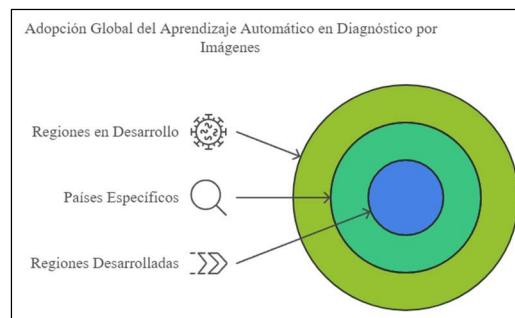 Adopción Global del Aprendizaje Automático en Diagnóstico por
Imágenes
Regiones en Desarrollo
Países Específicos
Regiones Desarrolladas